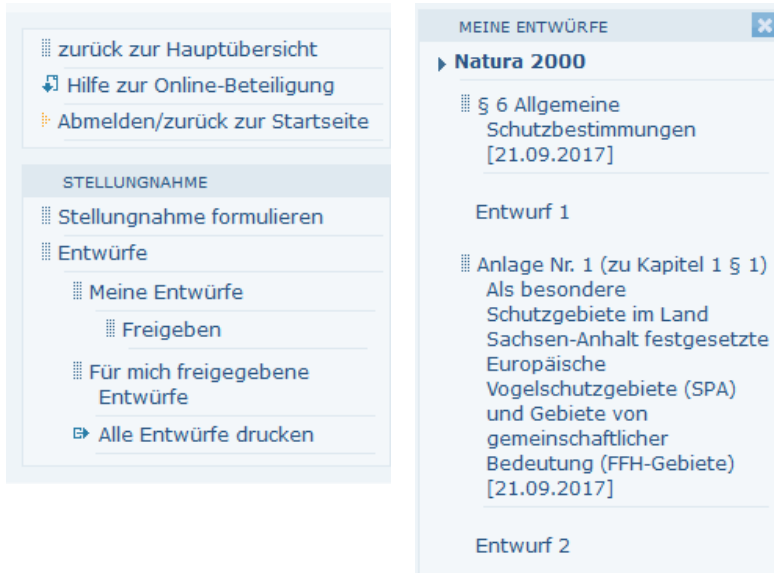 zurück zur Hauptübersicht
Hilfe zur Online-Beteiligung
Abmelden/zurück zur Startseite
STELLUNGNAHME
Stellungnahme formulieren
Entwürfe
Meine Entwürfe
Freigeben
Für mich freigegebene
Entwürfe
Alle Entwürfe drucken
MEINE ENTWÜRFE
Natura 2000
§ 6 Allgemeine
Schutzbestimmungen
[21.09.2017]
Entwurf 1
Anlage Nr. 1 (zu Kapitel 1 § 1)
Als besondere
Schutzgebiete im Land
Sachsen-Anhalt festgesetzte
Europäische
Vogelschutzgebiete (SPA)
und Gebiete von
gemeinschaftlicher
Bedeutung (FFH-Gebiete)
[21.09.2017]
Entwurf 2